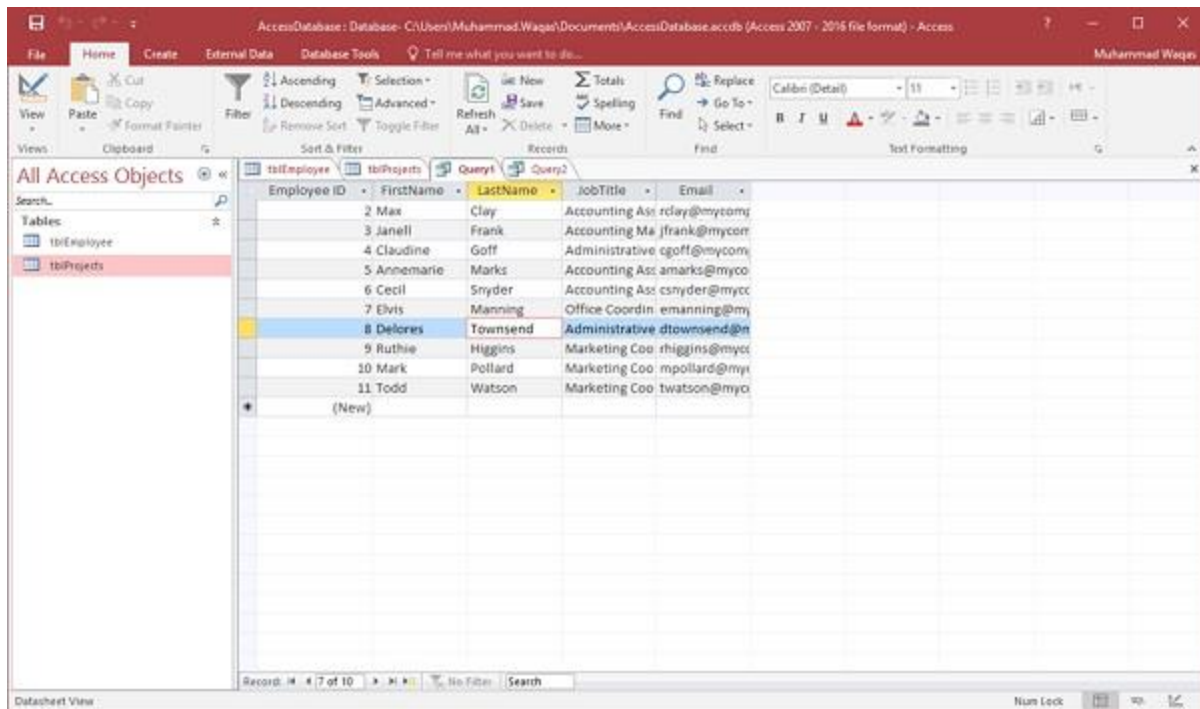 AccessDatabase : Database- C:\Users\Muhammad.Waqas\Documents\AccessDatabase.accdb (Access 2007 - 2016 file format) - Access
?
File Home Create External Data Database Tools Tell me what you want to do... Muhammad Waqas
View
Views
Paste
Cut
Copy
Format Painter
Clipboard
Filter
Ascending
Descending
Remove Sort
Selection
Advanced
Toggle Filter
Sort & Filter
Refresh
All
New
Save
Delete
Totals
Spelling
More
Records
Find
Replace
Go To
Select
Find
Calibri (Detail) 11
B I U A
Text Formatting
All Access Objects
Search...
Tables
tblEmployee
tblProjects
tblEmployee tblProjects Query1 Query2
Employee ID FirstName LastName JobTitle Email
2 Max Clay Accounting Ass rclay@mycomp
3 Janell Frank Accounting Ma jfrank@mycom
4 Claudine Goff Administrative cgoff@mycom
5 Annemarie Marks Accounting Ass amarks@myco
6 Cecil Snyder Accounting Ass csnyder@myco
7 Elvis Manning Office Coordin emanning@my
8 Delores Townsend Administrative dtownsend@m
9 Ruthie Higgins Marketing Coo rhiggins@myco
10 Mark Pollard Marketing Coo mpollard@my
11 Todd Watson Marketing Coo twatson@myc
(New)
Record: 7 of 10 No Filter Search
Datasheet View Num Lock SQL